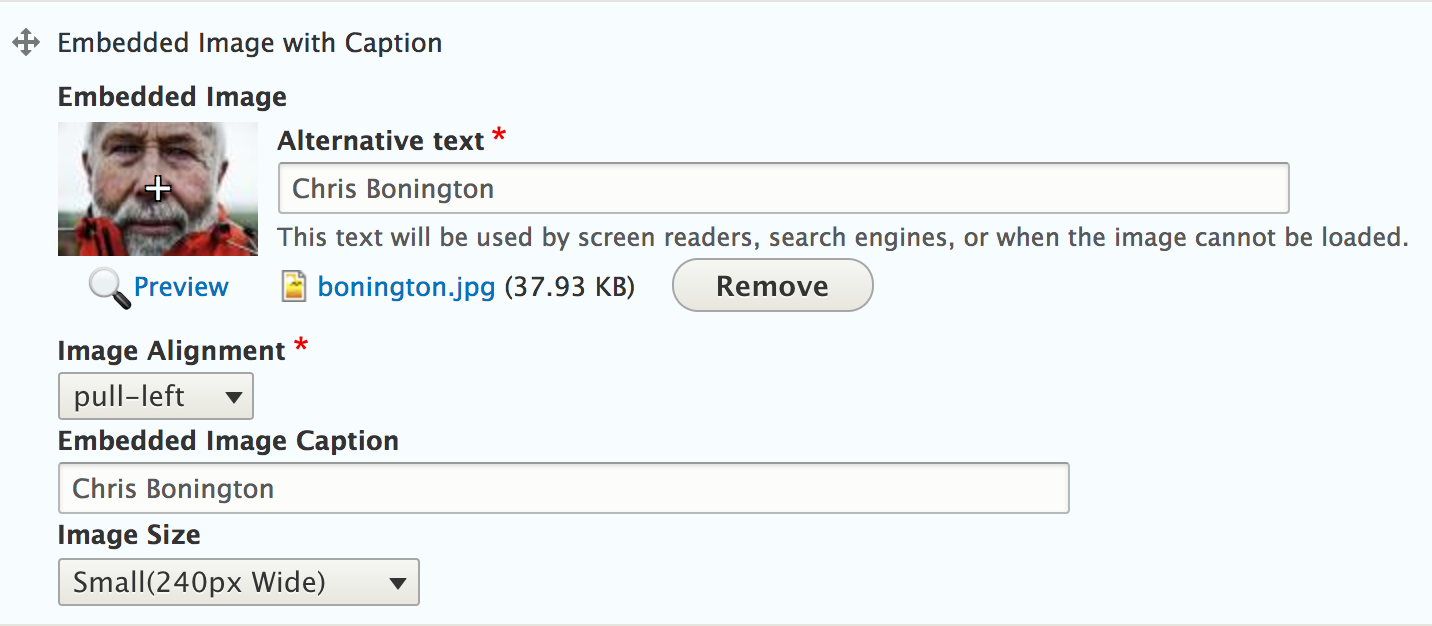 Embedded Image with Caption
Embedded Image
Alternative text *
Chris Bonington
This text will be used by screen readers, search engines, or when the image cannot be loaded.
Preview bonington.jpg (37.93 KB) Remove
Image Alignment *
pull-left
Embedded Image Caption
Chris Bonington
Image Size
Small(240px Wide)